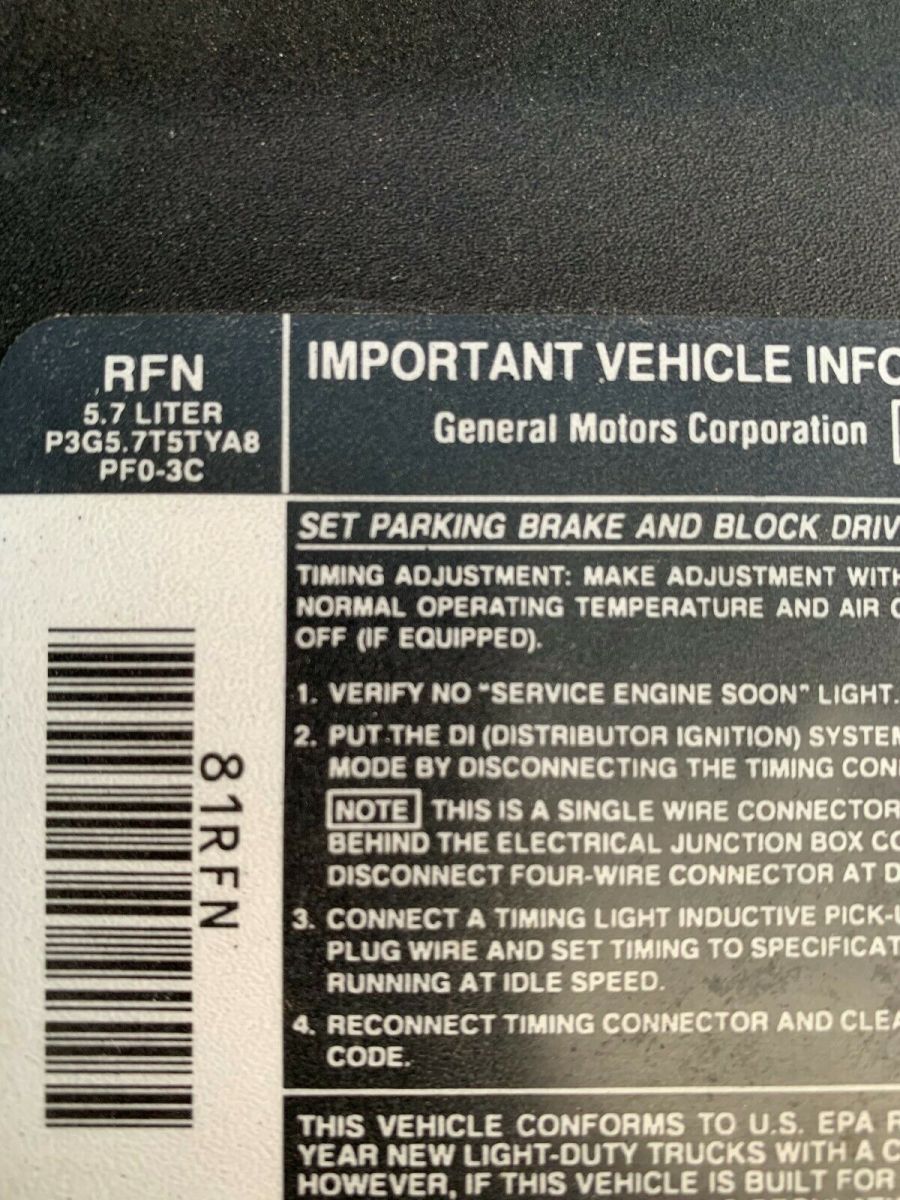 RFN
5.7 LITER
P3G5.7T5TYA8
PF0-3C
IMPORTANT VEHICLE
General Motors Corporation
81RFN
SET PARKING BRAKE AND BLOCK
TIMING ADJUSTMENT: MAKE ADJUSTMENT
NORMAL OPERATING TEMPERATURE AND AIR
OFF (IF EQUIPPED).
1. VERIFY NO "SERVICE ENGINE SOON" LIGHT.
2. PUT THE DI (DISTRIBUTOR IGNITION)
MODE BY DISCONNECTING THE TIMING
NOTE THIS IS A SINGLE WIRE CONNECTOR
BEHIND THE ELECTRICAL JUNCTION BOX
DISCONNECT FOUR-WIRE CONNECTOR AT
3. CONNECT A TIMING LIGHT INDUCTIVE
PLUG WIRE AND SET TIMING TO
RUNNING AT IDLE SPEED.
4. RECONNECT TIMING CONNECTOR AND
CODE.
THIS VEHICLE CONFORMS TO U.S. EPA
YEAR NEW LIGHT-DUTY TRUCKS WITH A
HOWEVER, IF THIS VEHICLE IS BUILT FOR